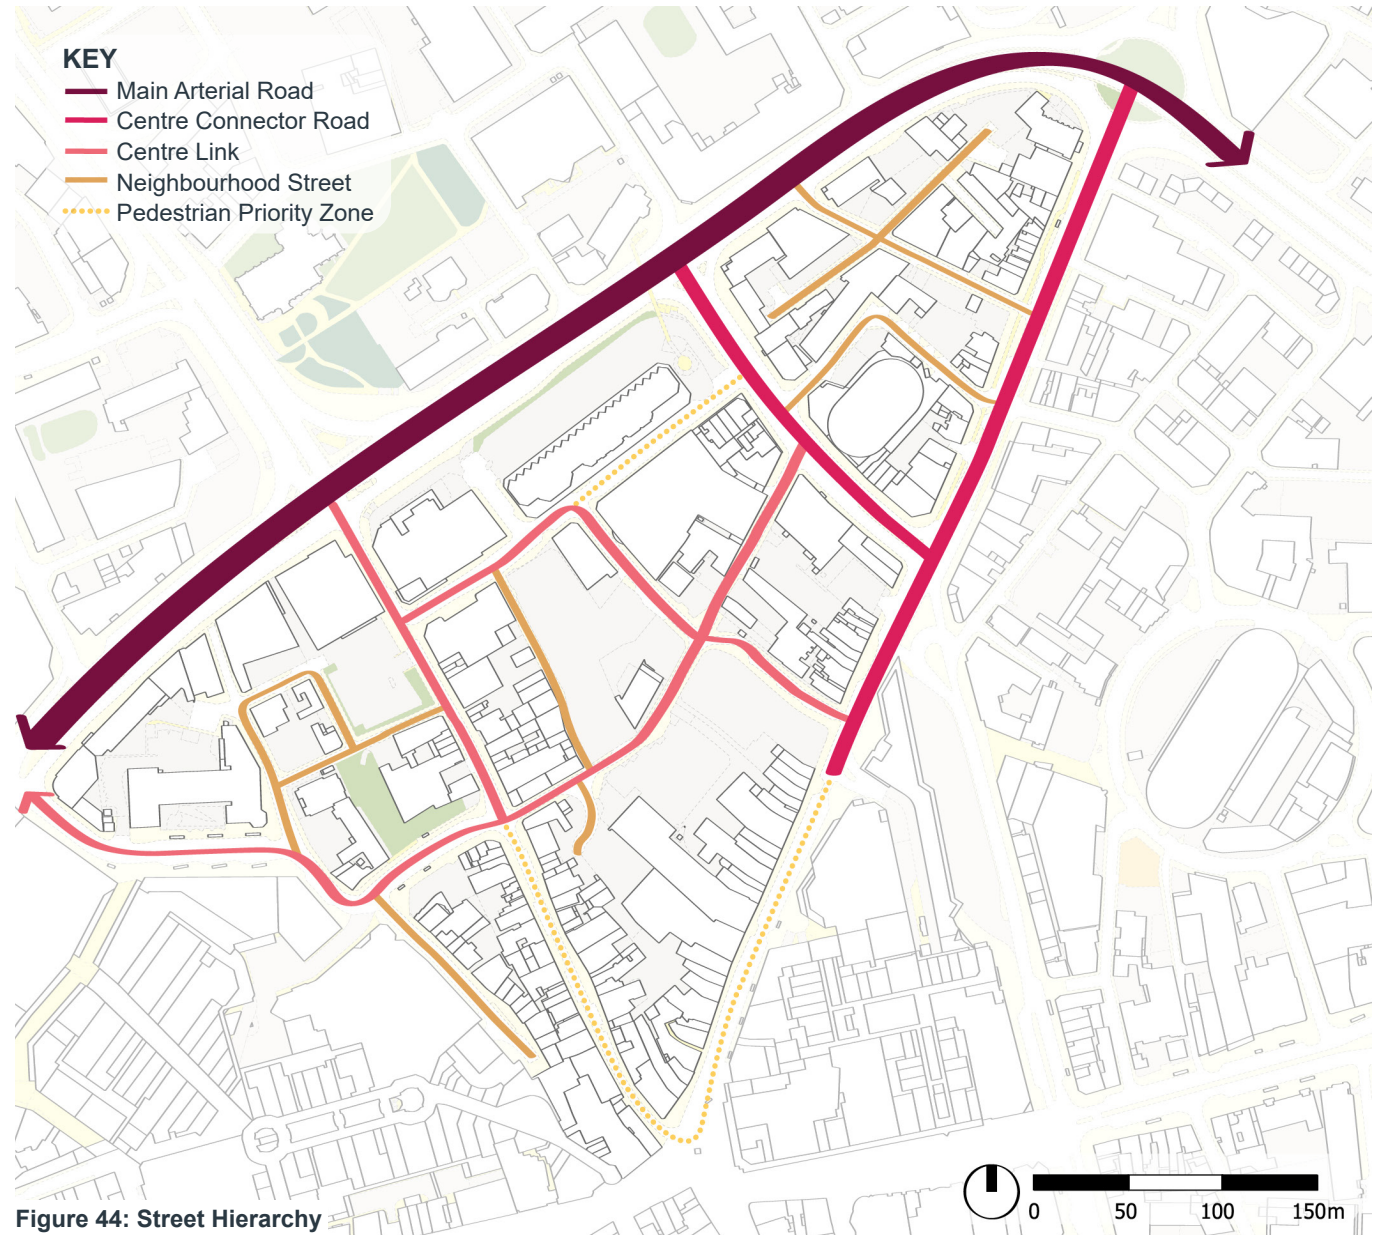 KEY
Main Arterial Road
Centre Connector Road
Centre Link
Neighbourhood Street
Pedestrian Priority Zone
0 50 100 150m
Figure 44: Street Hierarchy